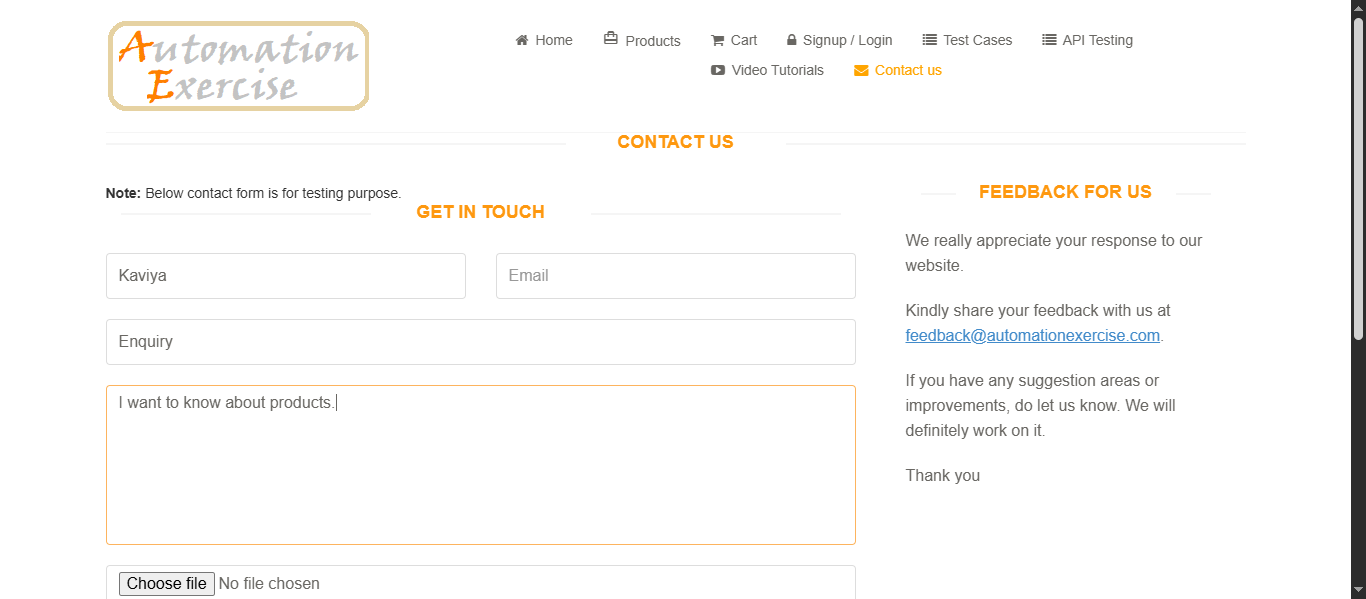 Automation
Exercise
Home Products Cart Signup / Login Test Cases API Testing
Video Tutorials Contact us
CONTACT US
Note: Below contact form is for testing purpose.
GET IN TOUCH
Kaviya
Email
Enquiry
I want to know about products.
Choose file No file chosen
FEEDBACK FOR US
We really appreciate your response to our
website.
Kindly share your feedback with us at
feedback@automationexercise.com.
If you have any suggestion areas or
improvements, do let us know. We will
definitely work on it.
Thank you